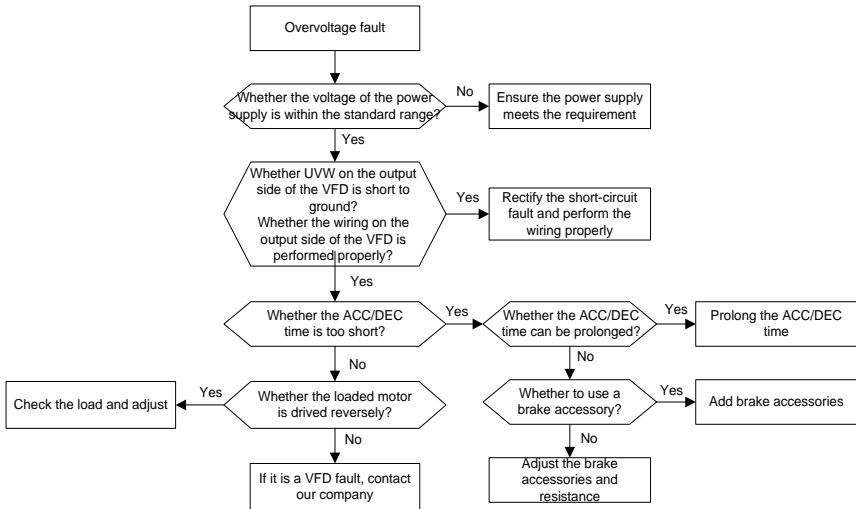 Overvoltage fault
Whether the voltage of the power
supply is within the standard range?
No
Ensure the power supply
meets the requirement
Yes
Whether UVW on the output
side of the VFD is short to
ground?
Whether the wiring on the
output side of the VFD is
performed properly?
Yes
Rectify the short-circuit
fault and perform the
wiring properly
Yes
Whether the ACC/DEC
time is too short?
Yes
Whether the ACC/DEC
time can be prolonged?
Yes
Prolong the ACC/DEC
time
No
No
Check the load and adjust
Yes
Whether the loaded motor
is drived reversely?
Whether to use a
brake accessory?
Yes
Add brake accessories
No
No
If it is a VFD fault, contact
our company
Adjust the brake
accessories and
resistance